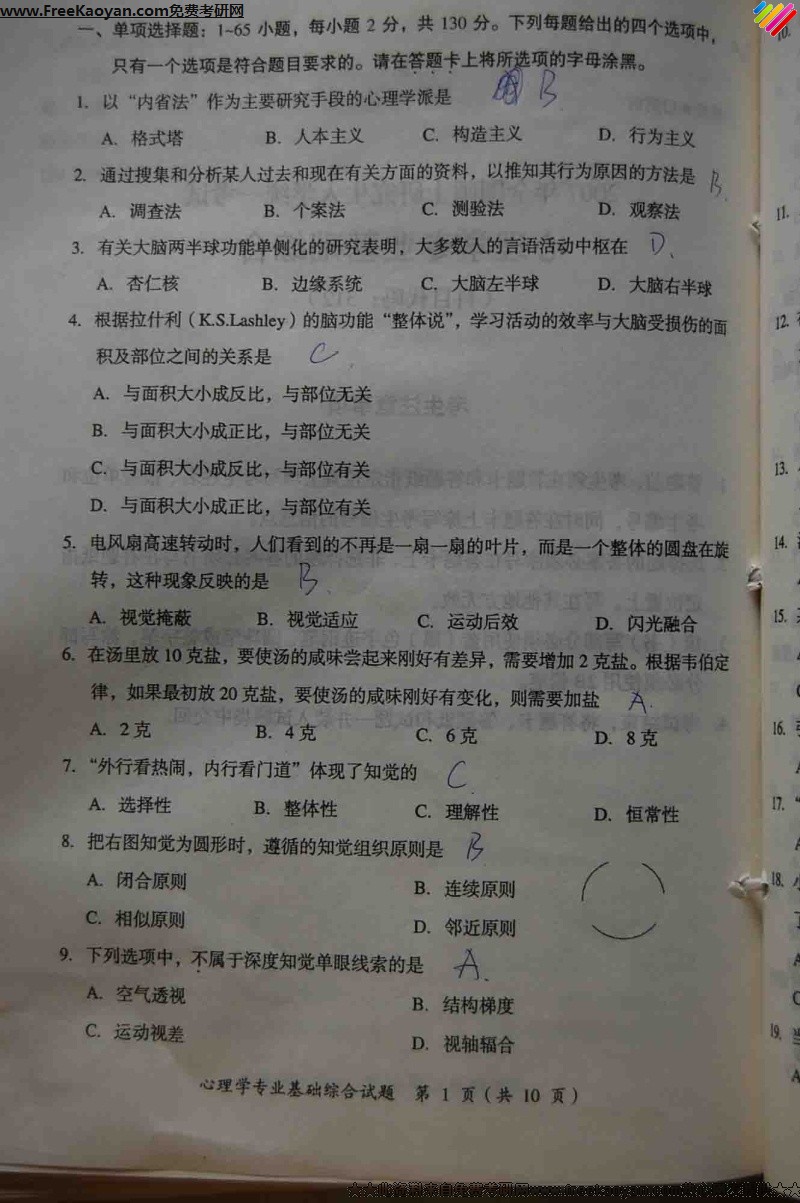 www.FreeKaoyan.com免费考研网
一、单项选择题：1~65 小题，每小题 2 分，共 130 分。下列每题给出的四个选项中，
只有一个选项是符合题目要求的。请在答题卡上将所选项的字母涂黑。
1. 以“内省法”作为主要研究手段的心理学派是 B.
A. 格式塔 B. 人本主义 C. 构造主义 D. 行为主义
2. 通过搜集和分析某人过去和现在有关方面的资料，以推知其行为原因的方法是 B.
A. 调查法 B. 个案法 C. 测验法 D. 观察法
3. 有关大脑两半球功能单侧化的研究表明，大多数人的言语活动中枢在 D.
A. 杏仁核 B. 边缘系统 C. 大脑左半球 D. 大脑右半球
4. 根据拉什利（K.S.Lashley）的脑功能“整体说”，学习活动的效率与大脑受损伤的面
积及部位之间的关系是 C.
A. 与面积大小成反比，与部位无关
B. 与面积大小成正比，与部位无关
C. 与面积大小成反比，与部位有关
D. 与面积大小成正比，与部位有关
5. 电风扇高速转动时，人们看到的不再是一扇一扇的叶片，而是一个整体的圆盘在旋
转，这种现象反映的是 B.
A. 视觉掩蔽 B. 视觉适应 C. 运动后效 D. 闪光融合
6. 在汤里放 10 克盐，要使汤的咸味尝起来刚好有差异，需要增加 2 克盐。根据韦伯定
律，如果最初放 20 克盐，要使汤的咸味刚好有变化，则需要加盐 A.
A. 2 克 B. 4 克 C. 6 克 D. 8 克
7. “外行看热闹，内行看门道”体现了知觉的 C.
A. 选择性 B. 整体性 C. 理解性 D. 恒常性
8. 把右图知觉为圆形时，遵循的知觉组织原则是 B
A. 闭合原则 B. 连续原则
C. 相似原则 D. 邻近原则
9. 下列选项中，不属于深度知觉单眼线索的是 A.
A. 空气透视 B. 结构梯度
C. 运动视差 D. 视轴辐合
心理学专业基础综合试题 第 1 页（共 10 页）
10.
11.
12.
13.
14.
15.
16.
17.
18.
19.